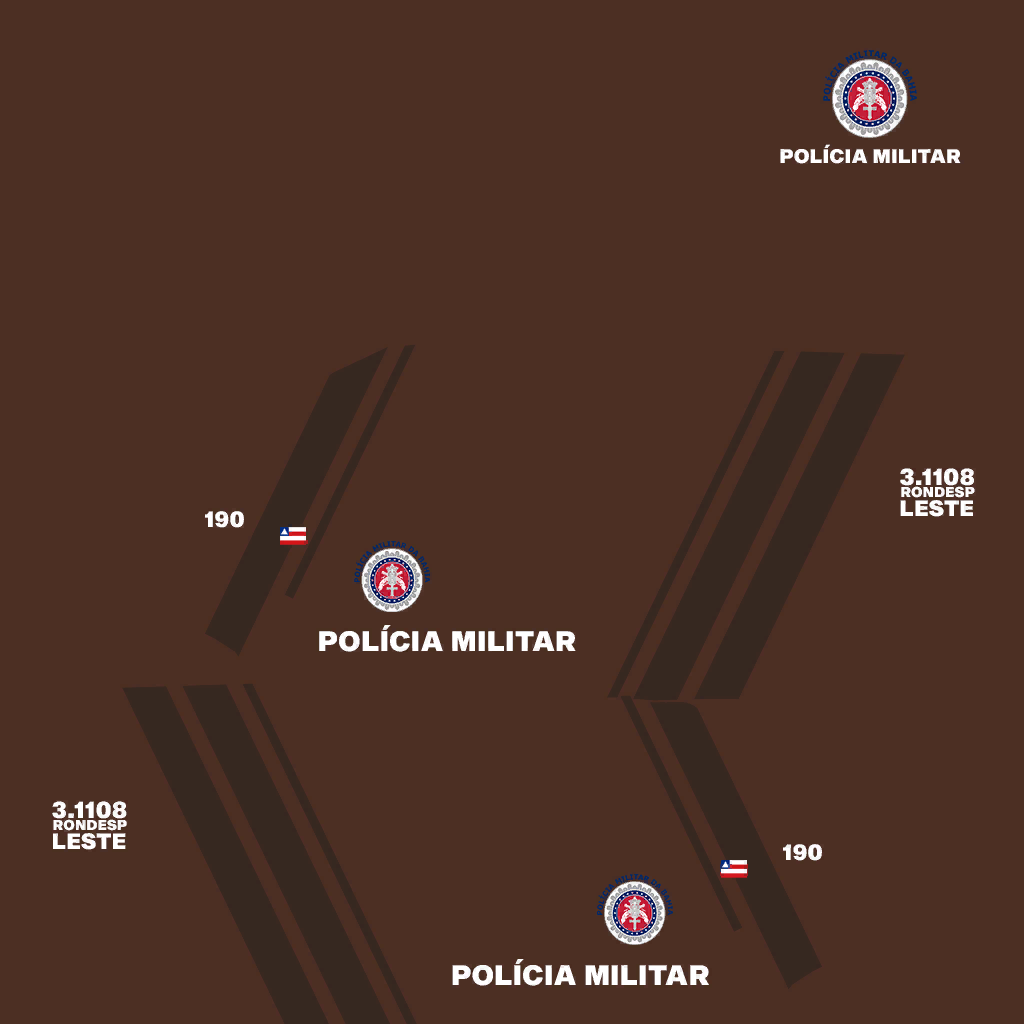 POLÍCIA MILITAR DA BAHIA
POLÍCIA MILITAR
3.1108
RONDESP
LESTE
190
POLÍCIA MILITAR DA BAHIA
POLÍCIA MILITAR
3.1108
RONDESP
LESTE
190
POLÍCIA MILITAR DA BAHIA
POLÍCIA MILITAR